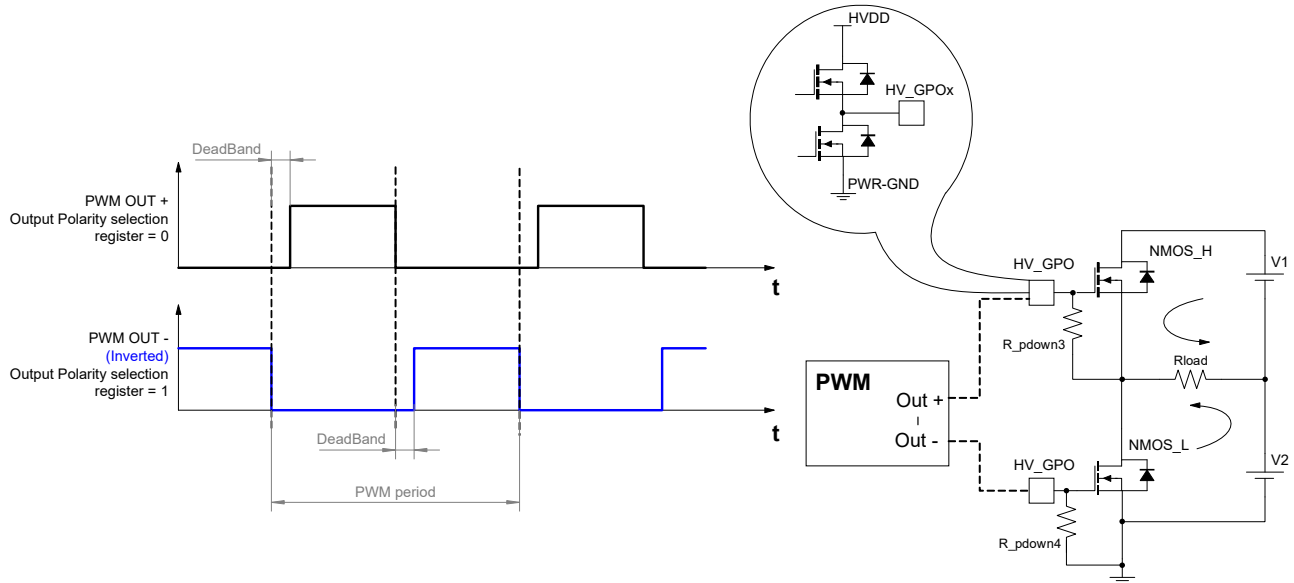 HVDD
HV_GPOx
PWR-GND
DeadBand
PWM OUT +
Output Polarity selection
register = 0
t
PWM OUT -
(Inverted)
Output Polarity selection
register = 1
t
DeadBand
PWM period
HV_GPO
NMOS_H
V1
R_pdown3
Rload
PWM
Out +
Out -
HV_GPO
NMOS_L
V2
R_pdown4